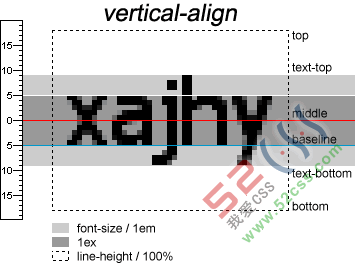 vertical-align
top
15
text-top
10
5
xajhy
middle
0
baseline
5
text-bottom
10
15
bottom
52CSS
我爱CSS
www.52css.com
font-size / 1em
1ex
line-height / 100%